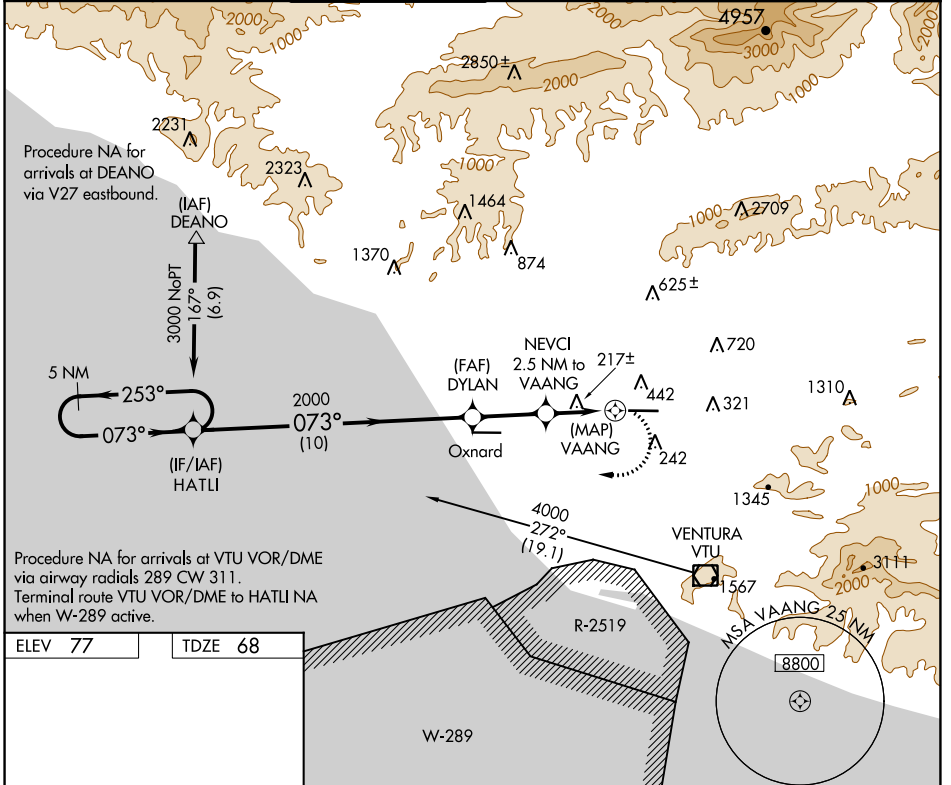 2000
1000
2000
1000
4957
3000
2000
1000
2850±
2000
1000
2231
Procedure NA for
arrivals at DEANO
via V27 eastbound.
2323
1000
1464
1000
2709
(IAF)
DEANO
1370
874
3000 NoPT
167°
(6.9)
625±
720
NEVCI
2.5 NM to
VAANG
217±
(FAF)
DYLAN
5 NM
253°
073°
2000
073°
(10)
442
321
1310
(MAP)
VAANG
242
Oxnard
(IF/IAF)
HATLI
1345
1000
4000
272°
(19.1)
VENTURA
VTU
1567
3111
2000
Procedure NA for arrivals at VTU VOR/DME
via airway radials 289 CW 311.
Terminal route VTU VOR/DME to HATLI NA
when W-289 active.
R-2519
MSA VAANG 25 NM
8800
ELEV 77
TDZE 68
W-289